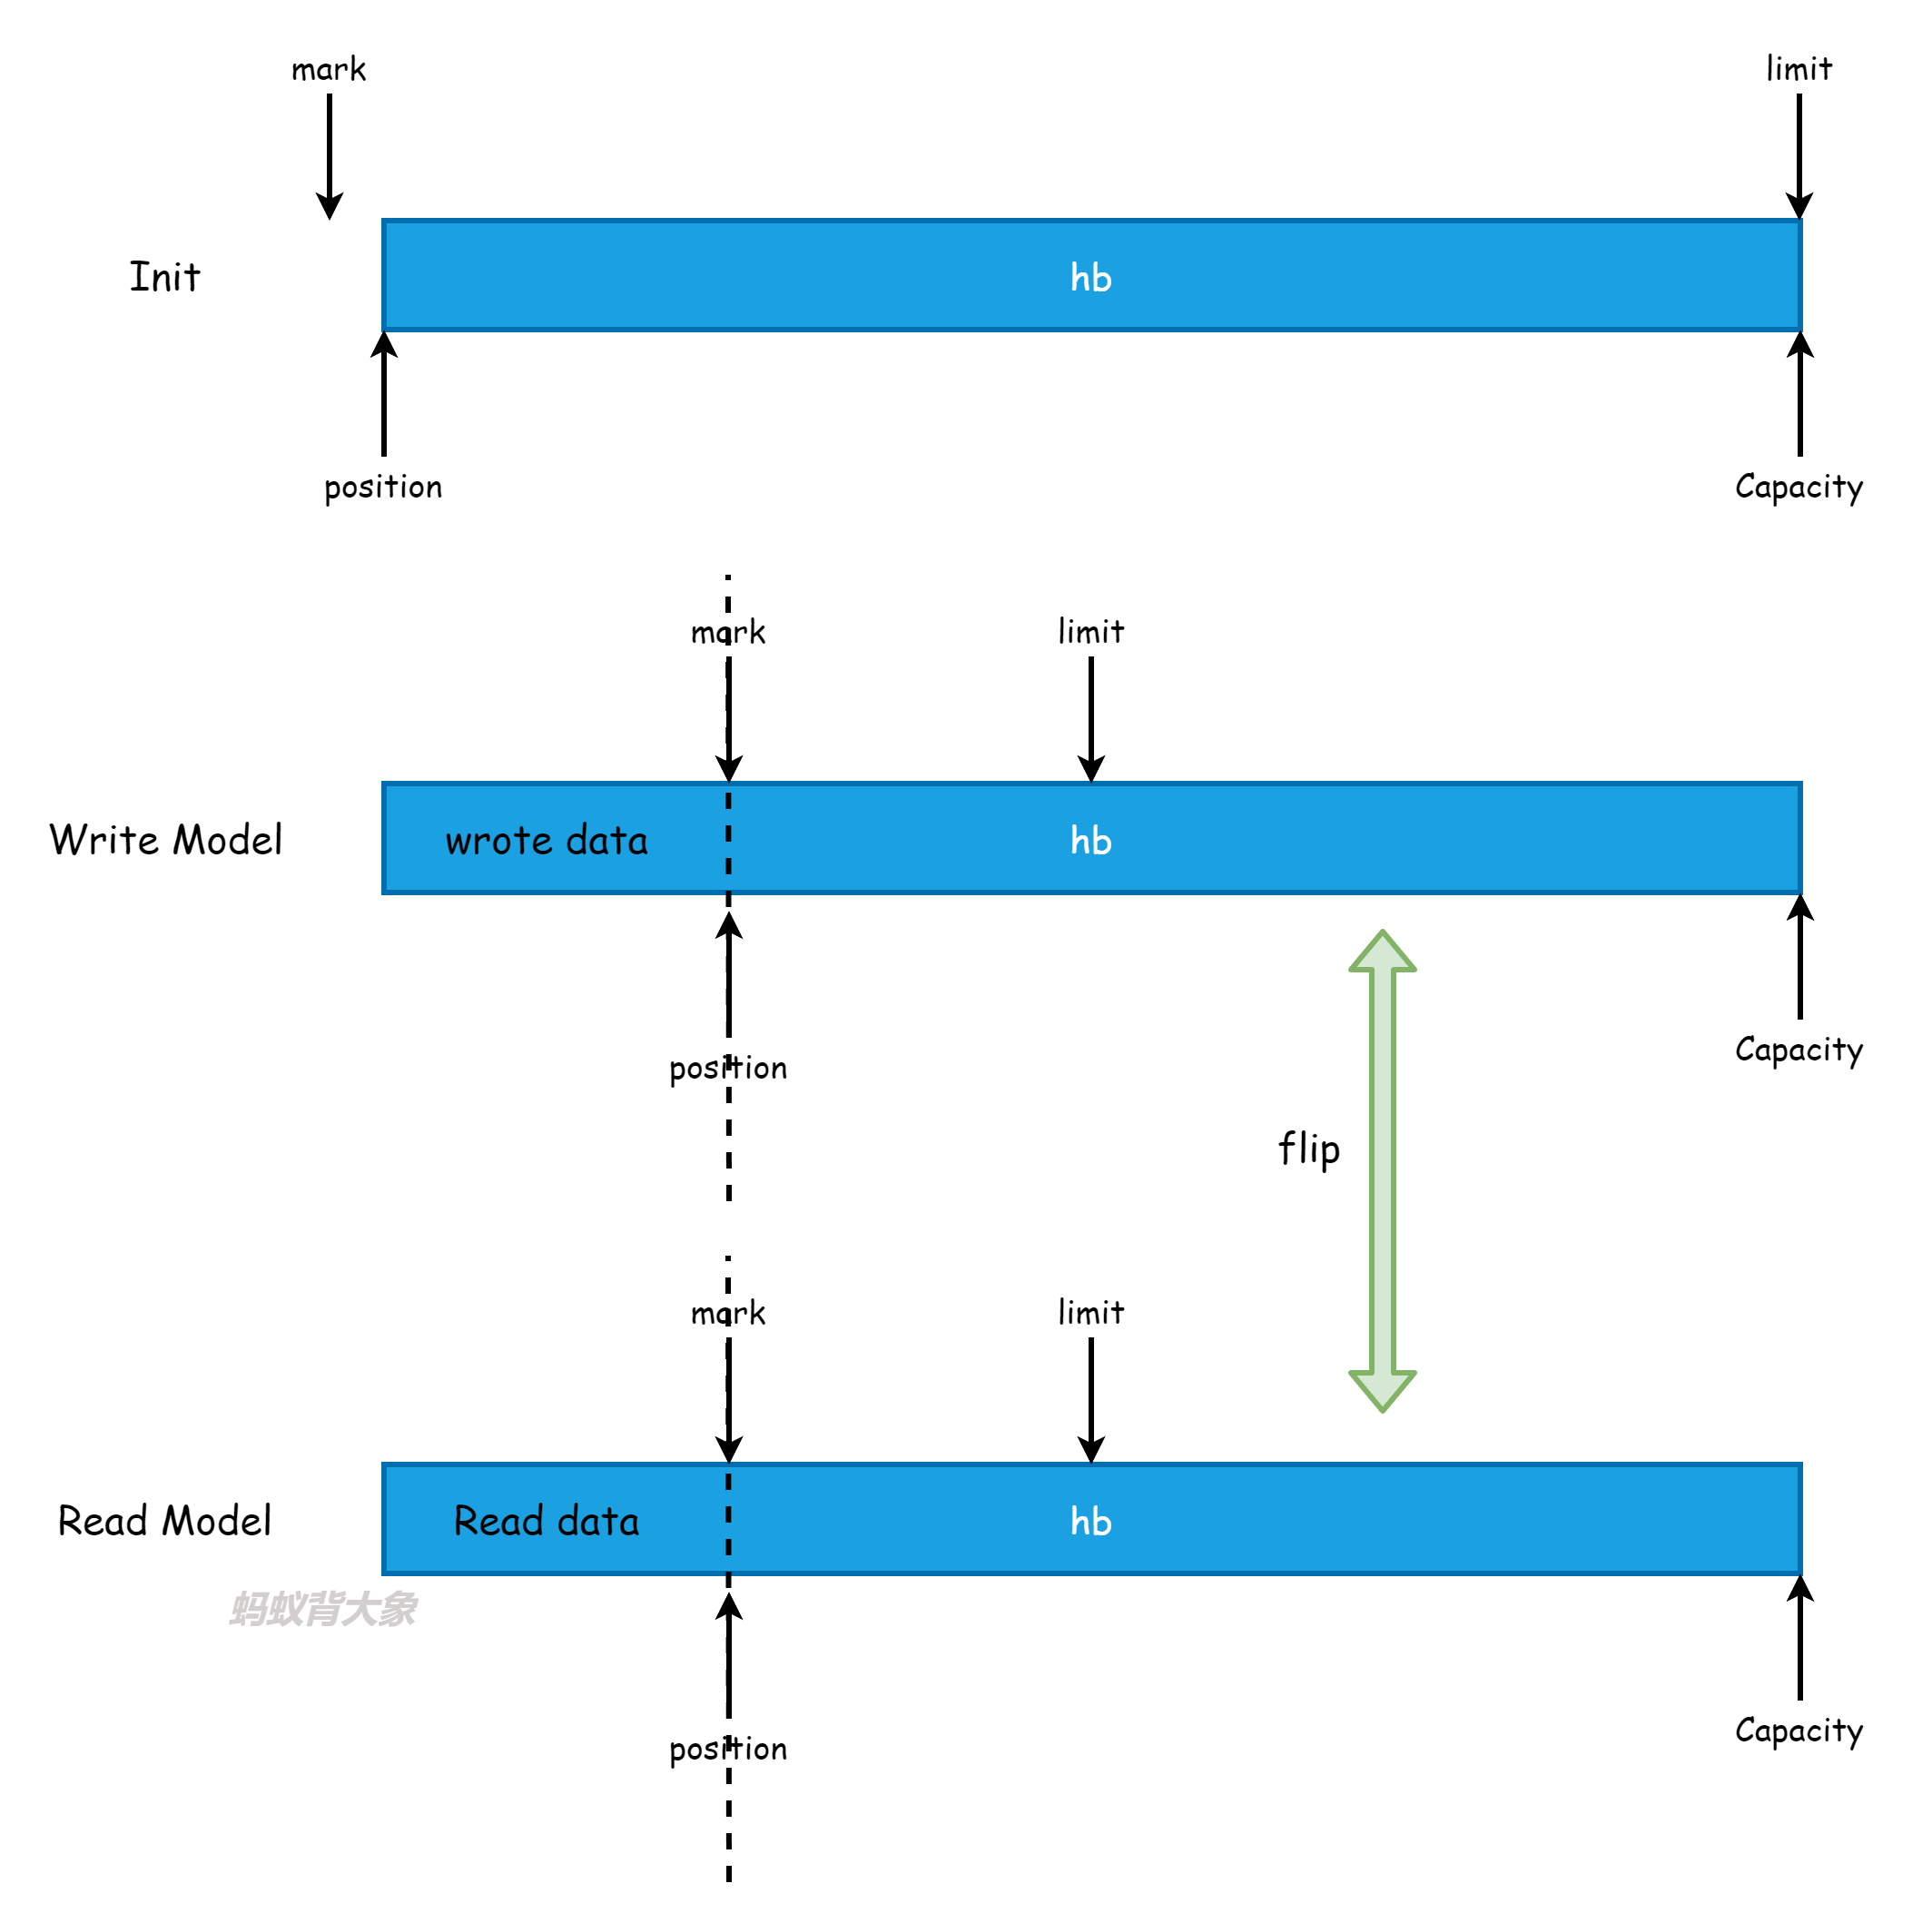 mark
limit
Init
hb
position
Capacity
mark
limit
Write Model
wrote data
hb
position
Capacity
flip
mark
limit
Read Model
Read data
hb
蚂蚁背大象
position
Capacity